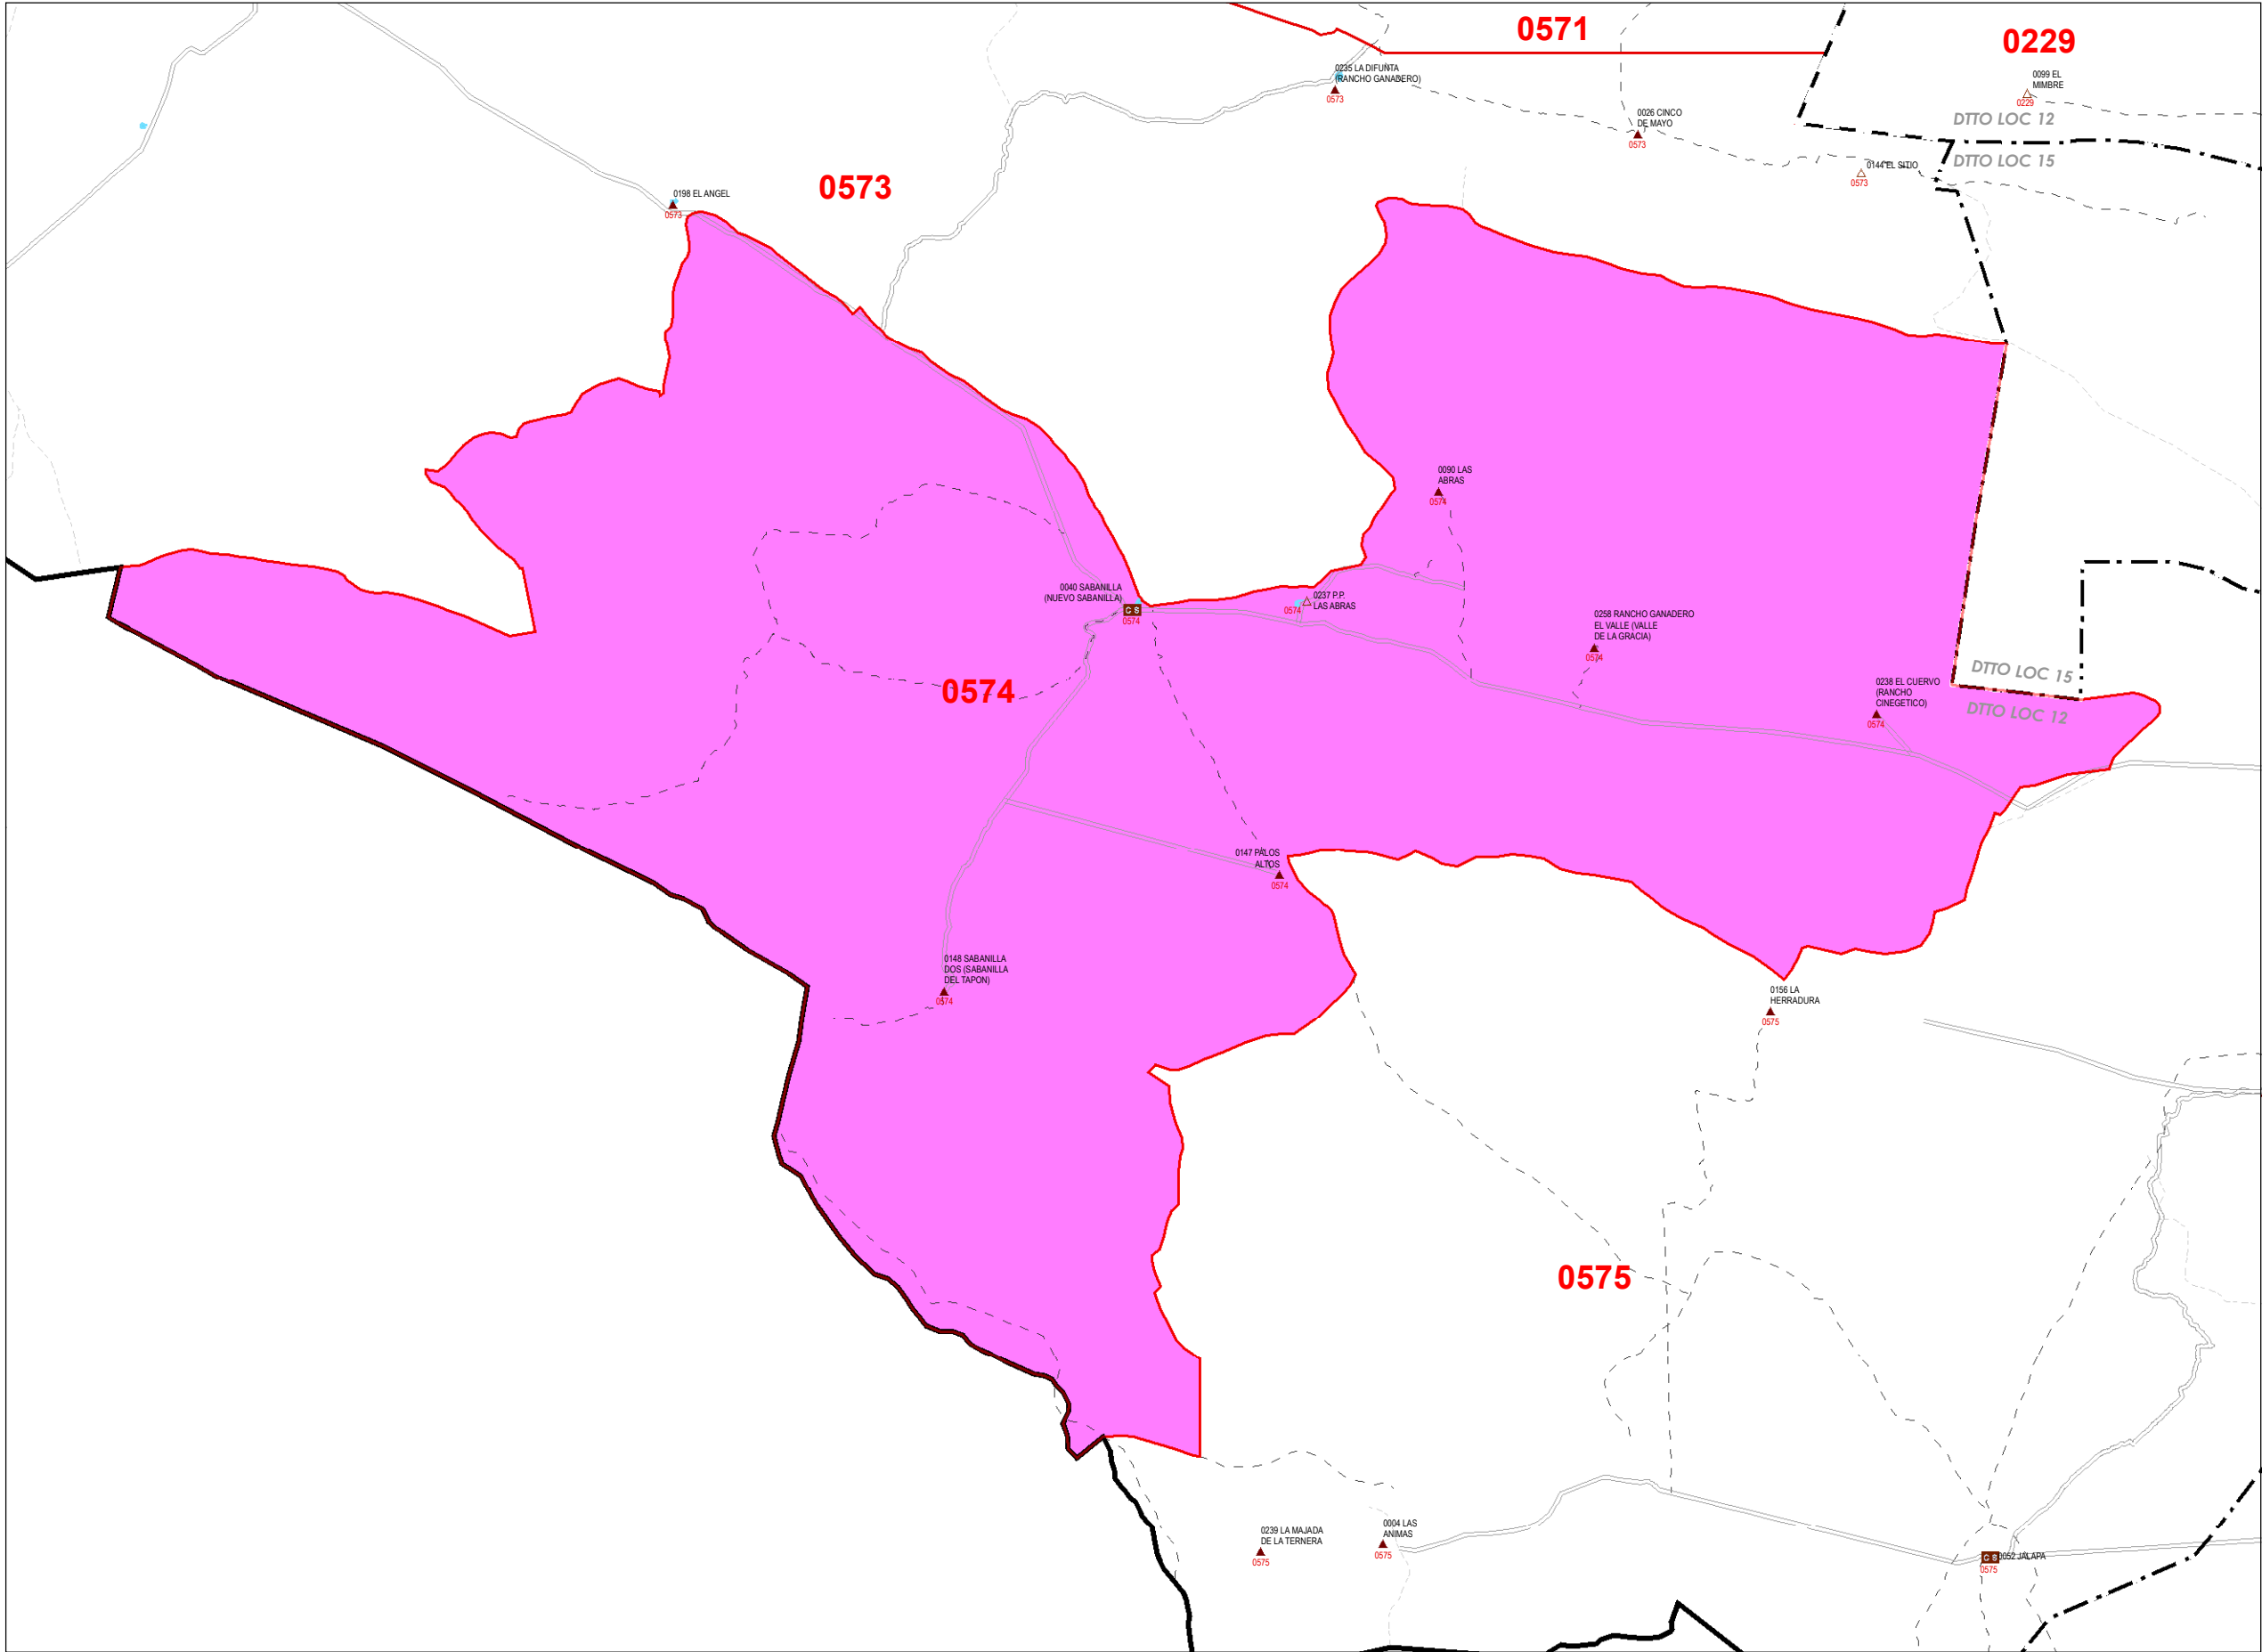 0571
0229
0235 LA DIFUNTA
(RANCHO GANADERO)
0573
0099 EL
MIMBRE
0229
0026 CINCO
DE MAYO
0573
DTTO LOC 12
DTTO LOC 15
0144 EL SITIO
0573
0573
0198 EL ANGEL
0573
0090 LAS
ABRAS
0574
0040 SABANILLA
(NUEVO SABANILLA)
C S
0574
0237 P.P.
LAS ABRAS
0574
0258 RANCHO GANADERO
EL VALLE (VALLE
DE LA GRACIA)
0574
0574
DTTO LOC 15
DTTO LOC 12
0238 EL CUERVO
(RANCHO
CINEGETICO)
0574
0147 PALOS
ALTOS
0574
0148 SABANILLA
DOS (SABANILLA
DEL TAPON)
0574
0156 LA
HERRADURA
0575
0575
0239 LA MAJADA
DE LA TERNERA
0575
0004 LAS
ANIMAS
0575
C S
0052 JALAPA
0575